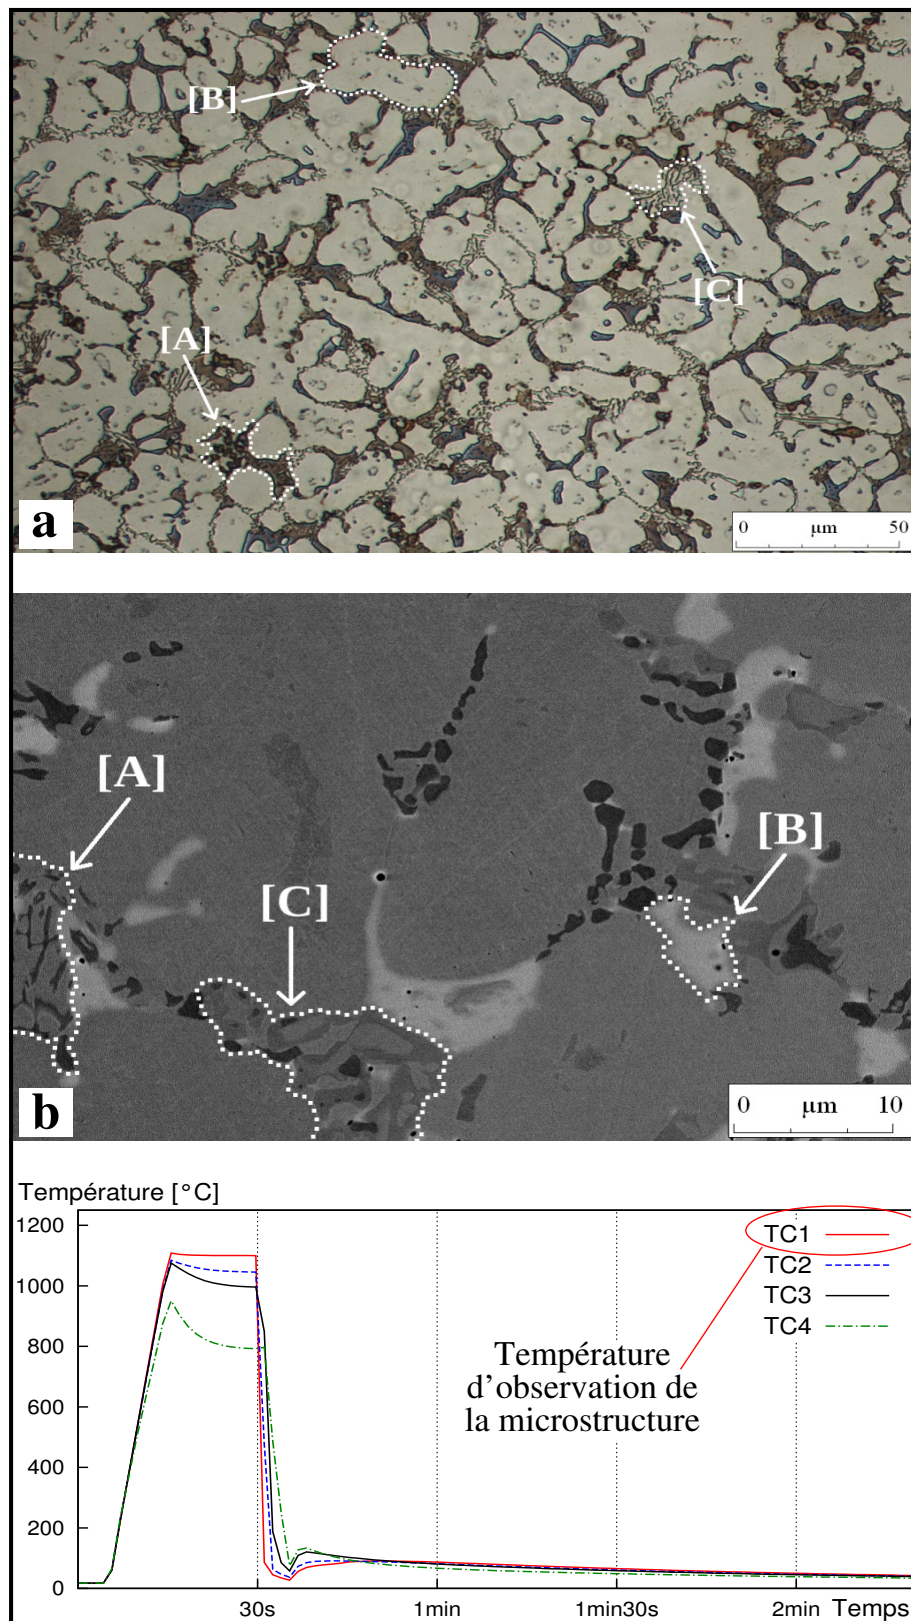 [B]
[C]
[A]
a
0 µm 50
[A]
[B]
[C]
b
0 µm 10
Température [°C]
1200
1000
800
600
400
200
0
TC1
TC2
TC3
TC4
Température
d'observation de
la microstructure
30s 1min 1min30s 2min Temps